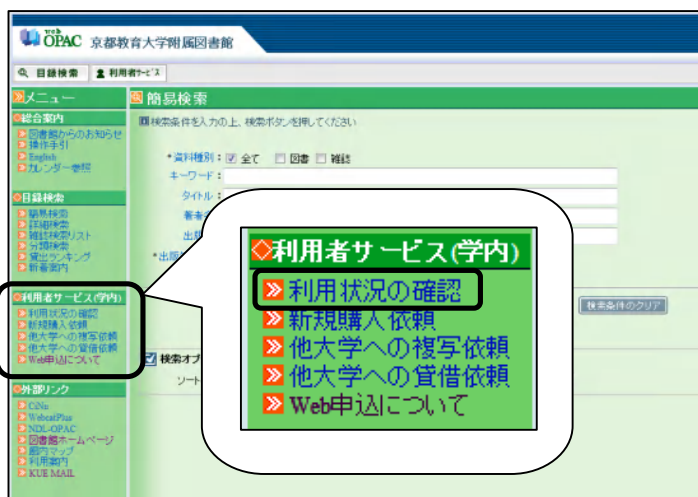 Web OPAC 京都教育大学附属図書館
目録検索 利用者サービス
メニュー
総合案内
図書館からのお知らせ
操作手引
English
カレンダー参照
目録検索
簡易検索
詳細検索
雑誌検索リスト
分類検索
貸出ランキング
新着案内
利用者サービス(学内)
利用状況の確認
新規購入依頼
他大学への複写依頼
他大学への貸借依頼
Web申込について
外部リンク
CiNii
WebcatPlus
NDL-OPAC
図書館ホームページ
館内マップ
利用案内
KUE MAIL
簡易検索
検索条件を入力の上、検索ボタンを押してください
*資料種別: 全て 図書 雑誌
キーワード:
タイトル:
著者名
出版
*出版
検索条件のクリア
検索オプ
ソート
利用者サービス(学内)
利用状況の確認
新規購入依頼
他大学への複写依頼
他大学への貸借依頼
Web申込について